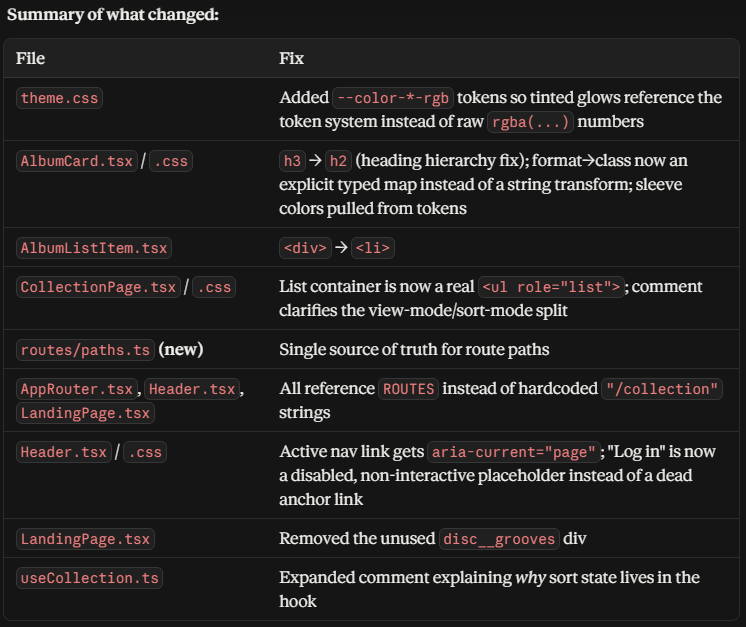 Summary of what changed:
File Fix
theme.css Added --color-*-rgb tokens so tinted glows reference the
token system instead of raw rgba(...) numbers
AlbumCard.tsx / .css h3 → h2 (heading hierarchy fix); format→class now an
explicit typed map instead of a string transform; sleeve
colors pulled from tokens
AlbumListItem.tsx <div> → <li>
CollectionPage.tsx / .css List container is now a real <ul role="list">; comment
clarifies the view-mode/sort-mode split
routes/paths.ts (new) Single source of truth for route paths
AppRouter.tsx, Header.tsx, All reference ROUTES instead of hardcoded "/collection"
LandingPage.tsx strings
Header.tsx / .css Active nav link gets aria-current="page"; "Log in" is now
a disabled, non-interactive placeholder instead of a dead
anchor link
LandingPage.tsx Removed the unused disc__grooves div
useCollection.ts Expanded comment explaining why sort state lives in the
hook